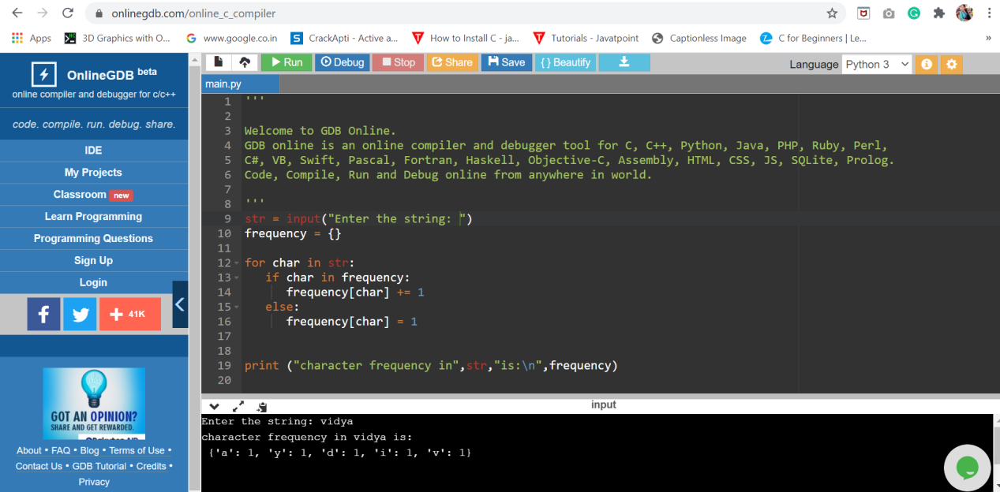 onlinegdb.com/online_c_compiler
Apps
3D Graphics with O...
www.google.co.in
CrackApti - Active a...
How to Install C - ja...
Tutorials - Javatpoint
Captionless Image
C for Beginners | Le...
»
OnlineGDB beta
online compiler and debugger for c/c++
code. compile. run. debug. share.
IDE
My Projects
Classroom new
Learn Programming
Programming Questions
Sign Up
Login
41K
GOT AN OPINION?
SHARE AND GET REWARDED.
About • FAQ • Blog • Terms of Use •
Contact Us • GDB Tutorial • Credits •
Privacy
Run Debug Stop Share Save {} Beautify
Language Python 3
main.py
1 '''
2
3 Welcome to GDB Online.
4 GDB online is an online compiler and debugger tool for C, C++, Python, Java, PHP, Ruby, Perl,
5 C#, VB, Swift, Pascal, Fortran, Haskell, Objective-C, Assembly, HTML, CSS, JS, SQLite, Prolog.
6 Code, Compile, Run and Debug online from anywhere in world.
7
8 '''
9 str = input("Enter the string: ")
10 frequency = {}
11
12 for char in str:
13    if char in frequency:
14       frequency[char] += 1
15    else:
16       frequency[char] = 1
17
18
19 print ("character frequency in",str,"is:\n",frequency)
20
input
Enter the string: vidya
character frequency in vidya is:
 {'a': 1, 'y': 1, 'd': 1, 'i': 1, 'v': 1}